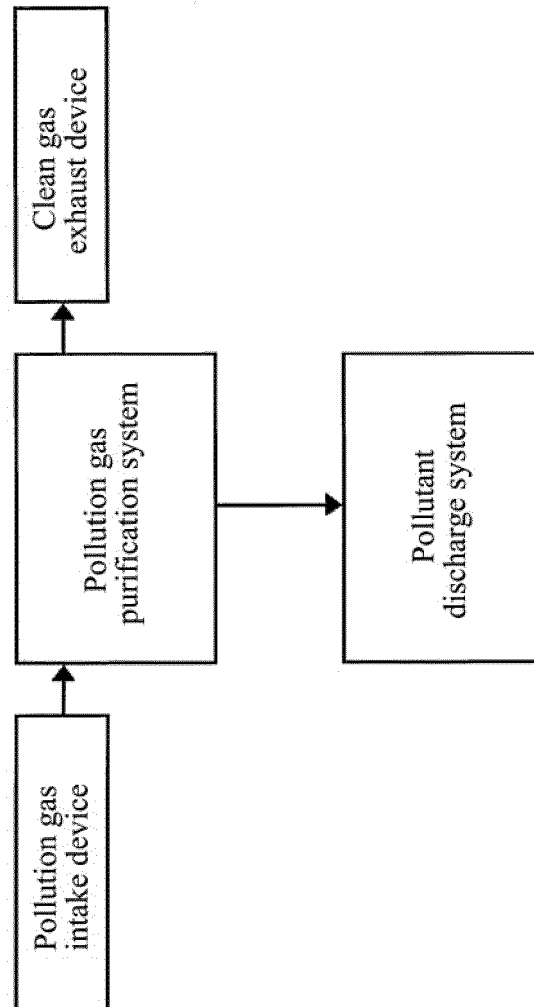 Clean gas
exhaust device
Pollution gas
purification system
Pollutant
discharge system
Pollution gas
intake device